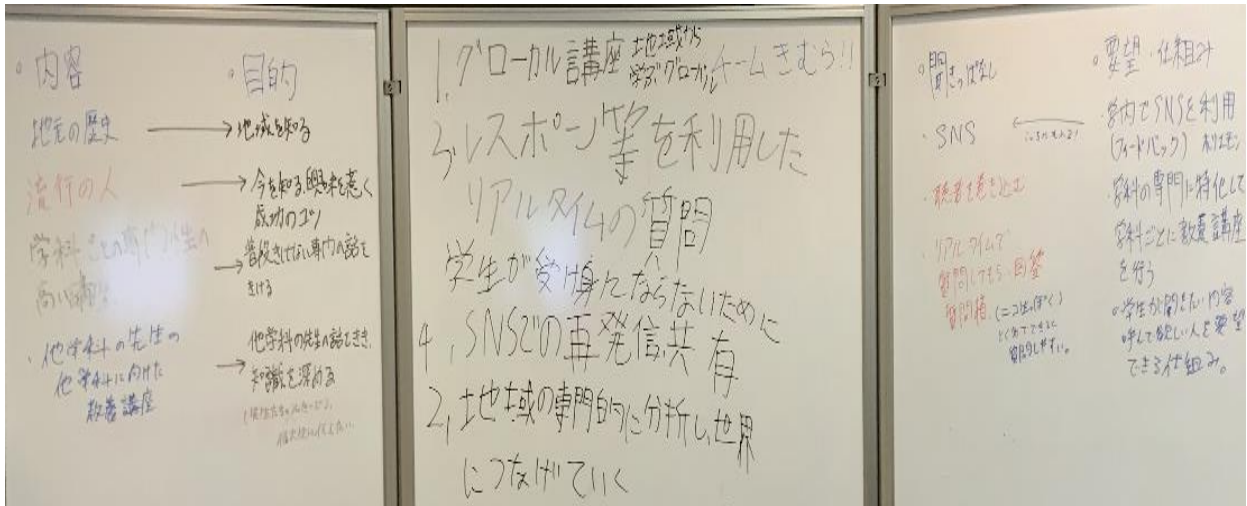 ・内容
・目的
地元の歴史 → 地域を知る
流行の人 → 今を知る、興味を惹く
成功のコツ
学科ごとの専門の先生の
→ 普段きけない専門の話を
きける
・他学科の先生の
他学科に向けた
教養講座
→ 他学科の先生の話をきき、
知識を深める
1,グローカル講座 地域から
学ぶグローカル チームきむら!!
3,レスポーン等を利用した
リアルタイムの質問
学生が受け身にならないために
4,SNSでの再発信、共有
2,地域の専門的に分析し、世界
につなげていく
・聞きっぱなし
・SNS ←
・聴者を巻き込む
・リアルタイムで
質問してもらい回答
質問箱 (ニコ生っぽく)
質問しやすい。
・要望・仕組み
・学内でSNSを利用
(フィードバック)
・学科の専門に特化して
学科ごとに教養講座
を行う
・学生が聞きたい内容
呼んで欲しい人を要望
できる仕組み。